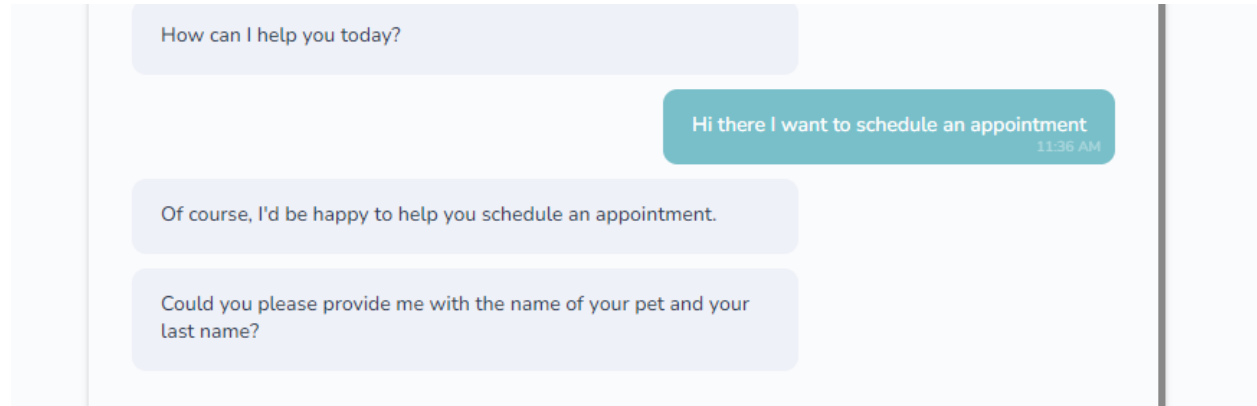 How can I help you today?
Hi there I want to schedule an appointment
11:36 AM
Of course, I'd be happy to help you schedule an appointment.
Could you please provide me with the name of your pet and your
last name?